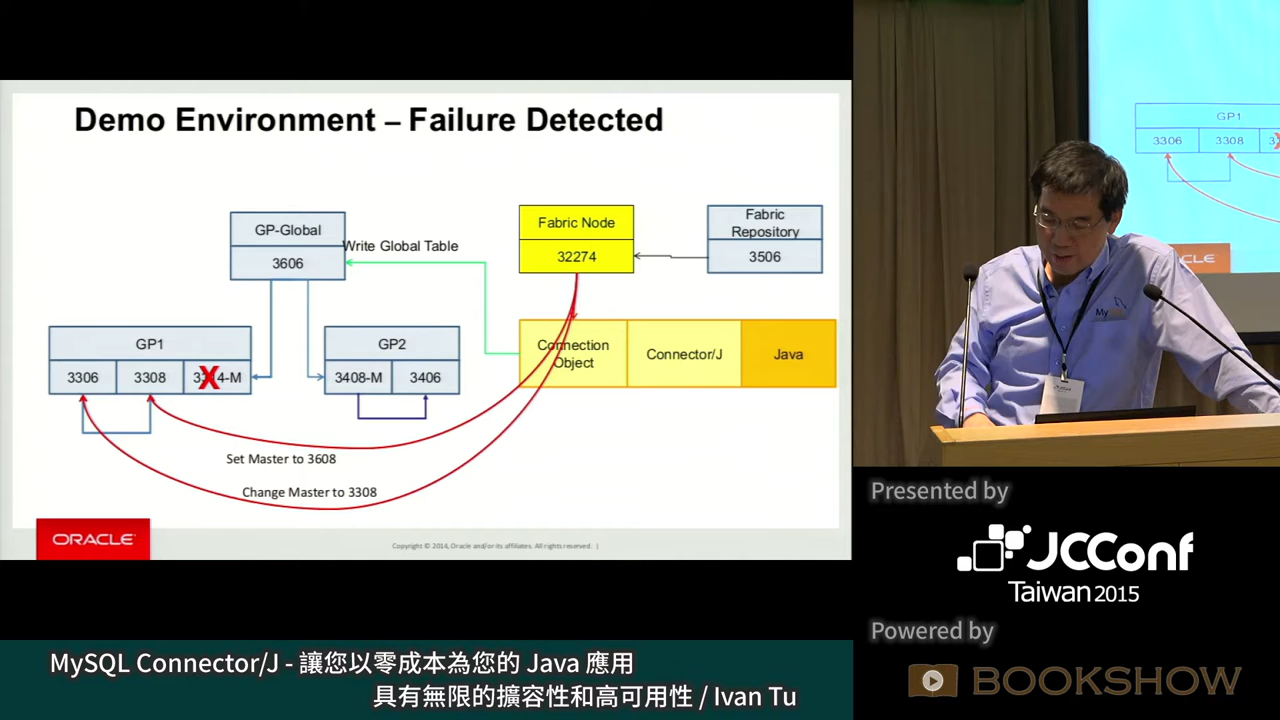 Demo Environment – Failure Detected
GP-Global
3606
Write Global Table
Fabric Node
32274
Fabric
Repository
3506
GP1
3306
3308
GP2
3408-M
3406
Connection
Object
Connector/J
Java
Set Master to 3608
Change Master to 3308
ORACLE
Copyright © 2014, Oracle and/or its affiliates. All rights reserved. |
GP1
3306
3308
My
Presented by
JCConf
Taiwan 2015
Powered by
BOOKSHOW
MySQL Connector/J - 讓您以零成本為您的 Java 應用
具有無限的擴容性和高可用性 / Ivan Tu